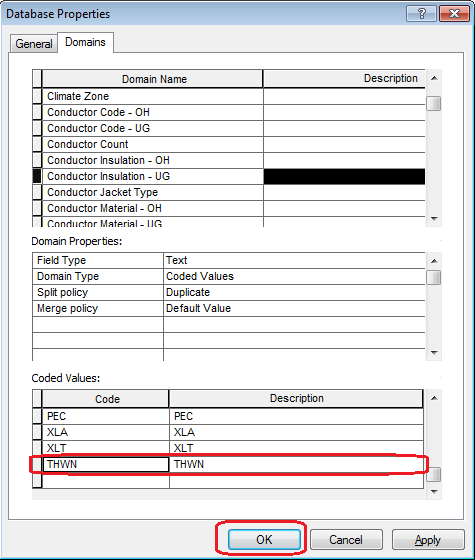 Database Properties
General Domains
Domain Name Description
Climate Zone
Conductor Code - OH
Conductor Code - UG
Conductor Count
Conductor Insulation - OH
Conductor Insulation - UG
Conductor Jacket Type
Conductor Material - OH
Conductor Material - UG
Domain Properties:
Field Type Text
Domain Type Coded Values
Split policy Duplicate
Merge policy Default Value
Coded Values:
Code Description
PEC PEC
XLA XLA
XLT XLT
THWN THWN
OK Cancel Apply